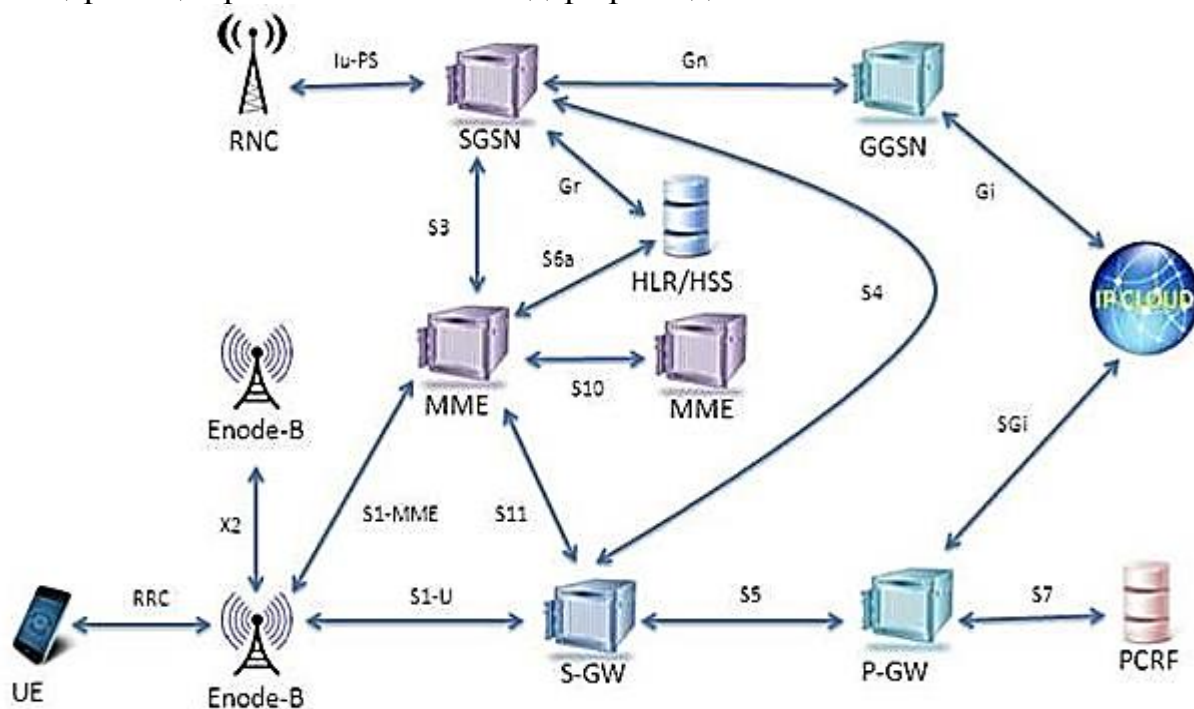 Iu-PS
Gn
RNC
SGSN
GGSN
Gr
Gi
S3
S6a
HLR/HSS
S4
IP CLOUD
MME
S10
MME
Enode-B
SGi
X2
S1-MME
S11
RRC
S1-U
S5
S7
UE
Enode-B
S-GW
P-GW
PCRF